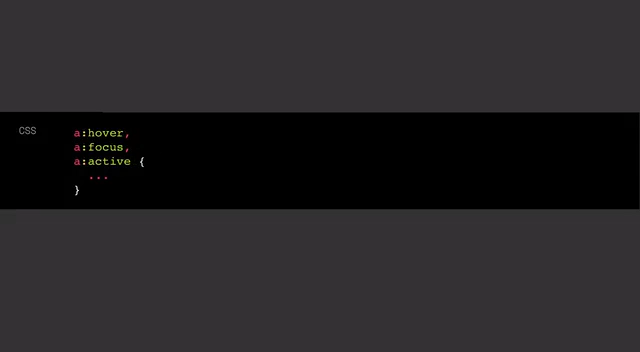 CSS
a:hover,
a:focus,
a:active {
  ...
}